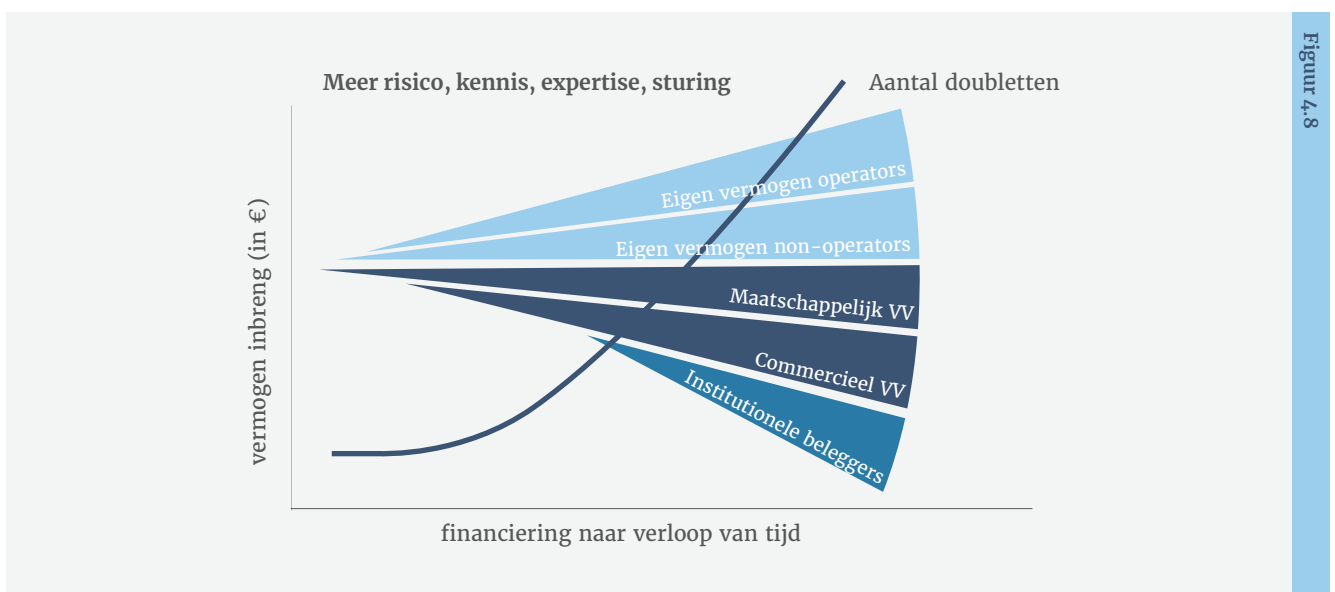 Figuur 4.8
Meer risico, kennis, expertise, sturing
Aantal doubletten
Eigen vermogen operators
Eigen vermogen non-operators
Maatschappelijk VV
Commercieel VV
Institutionele beleggers
vermogen inbreng (in €)
financiering naar verloop van tijd